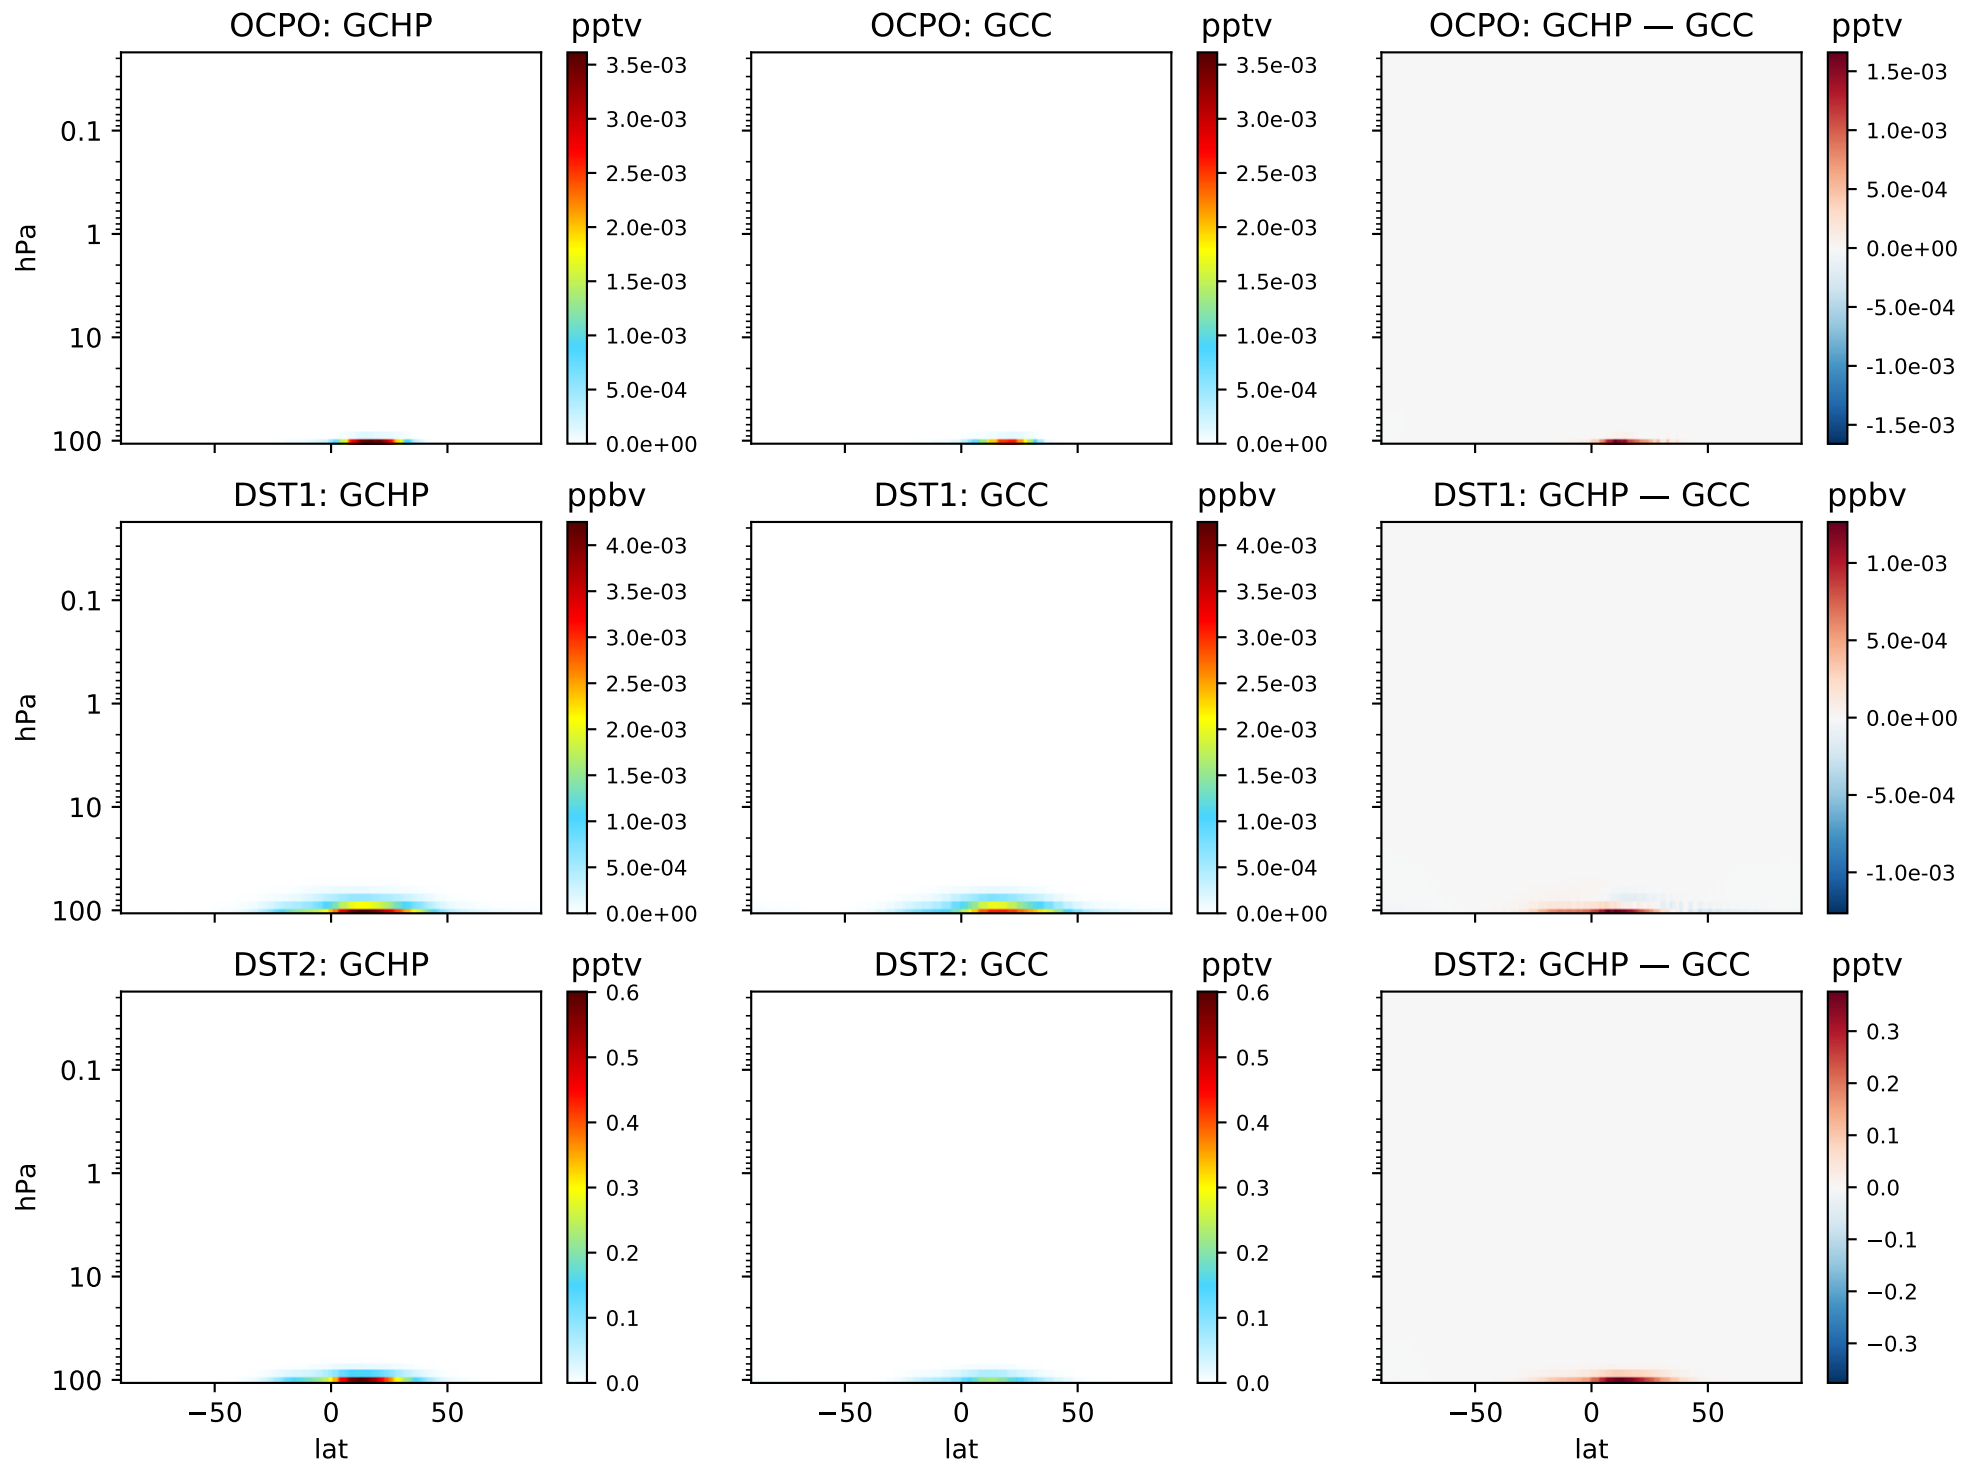 OCPO: GCHP pptv OCPO: GCC pptv OCPO: GCHP — GCC pptv
3.5e-03 3.5e-03 1.5e-03
0.1 3.0e-03 3.0e-03 1.0e-03
2.5e-03 2.5e-03 5.0e-04
hPa 1 2.0e-03 2.0e-03 0.0e+00
1.5e-03 1.5e-03 -5.0e-04
10 1.0e-03 1.0e-03 -1.0e-03
5.0e-04 5.0e-04 -1.5e-03
100 0.0e+00 0.0e+00
DST1: GCHP ppbv DST1: GCC ppbv DST1: GCHP — GCC ppbv
4.0e-03 4.0e-03 1.0e-03
0.1 3.5e-03 3.5e-03
3.0e-03 3.0e-03 5.0e-04
hPa 1 2.5e-03 2.5e-03
2.0e-03 2.0e-03 0.0e+00
1.5e-03 1.5e-03
10 1.0e-03 1.0e-03 -5.0e-04
5.0e-04 5.0e-04 -1.0e-03
100 0.0e+00 0.0e+00
DST2: GCHP pptv DST2: GCC pptv DST2: GCHP — GCC pptv
0.6 0.6
0.5 0.5 0.3
0.1 0.4 0.4 0.2
0.1
hPa 1 0.3 0.3 0.0
0.2 0.2 −0.1
10 0.1 0.1 −0.2
−0.3
100 0.0 0.0
−50 0 50 −50 0 50 −50 0 50
lat lat lat